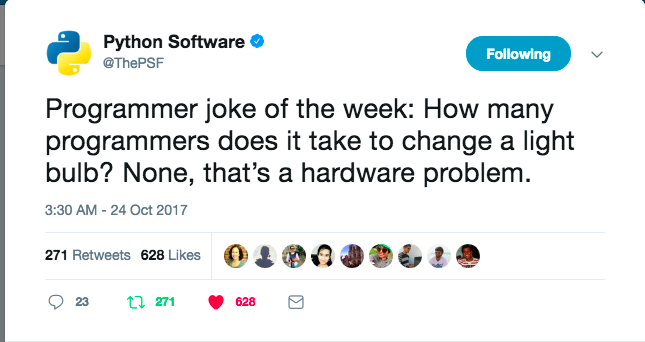 Python Software
@ThePSF
Following
Programmer joke of the week: How many
programmers does it take to change a light
bulb? None, that’s a hardware problem.
3:30 AM - 24 Oct 2017
271 Retweets 628 Likes
23 271 628